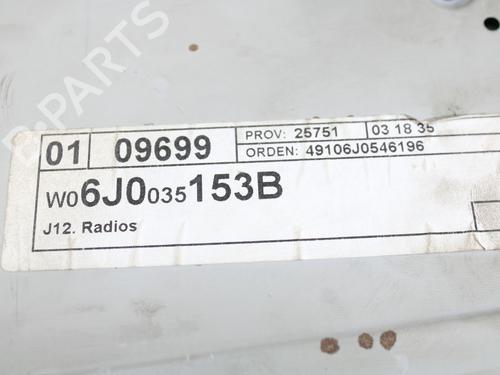 B-PARTS
01 09699 PROV: 25751 03 18 35
ORDEN: 49106J0546196
W06J0035153B
J12. Radios